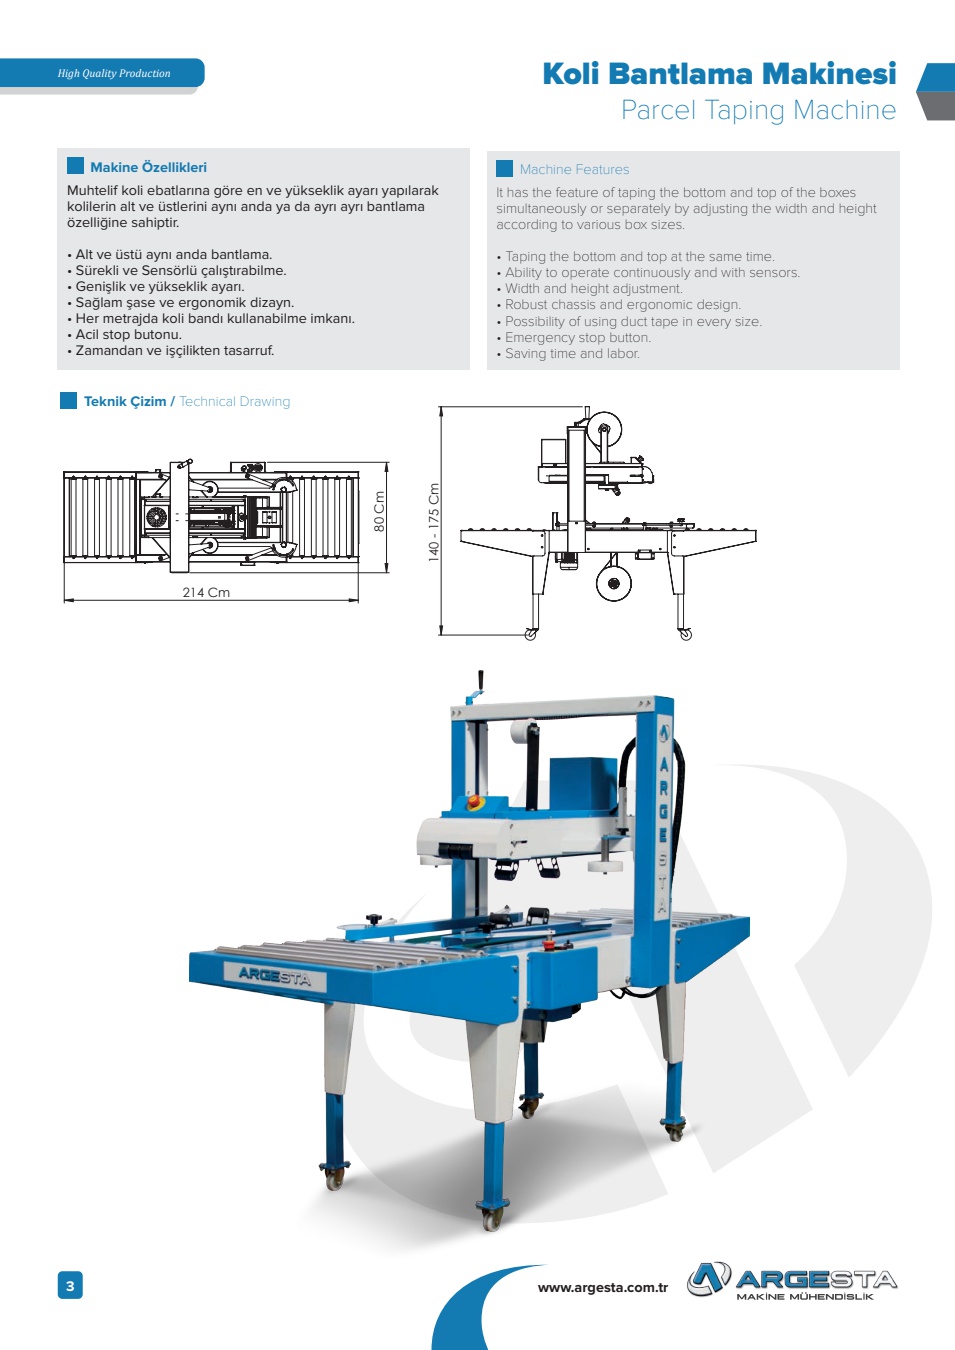 High Quality Production
Koli Bantlama Makinesi
Parcel Taping Machine
Makine Özellikleri
Muhtelif koli ebatlarına göre en ve yükseklik ayarı yapılarak
kolilerin alt ve üstlerini aynı anda ya da ayrı ayrı bantlama
özelliğine sahiptir.
• Alt ve üstü aynı anda bantlama.
• Sürekli ve Sensörlü çalıştırabilme.
• Genişlik ve yükseklik ayarı.
• Sağlam şase ve ergonomik dizayn.
• Her metrajda koli bandı kullanabilme imkanı.
• Acil stop butonu.
• Zamandan ve işçilikten tasarruf.
Machine Features
It has the feature of taping the bottom and top of the boxes
simultaneously or separately by adjusting the width and height
according to various box sizes.
• Taping the bottom and top at the same time.
• Ability to operate continuously and with sensors.
• Width and height adjustment.
• Robust chassis and ergonomic design.
• Possibility of using duct tape in every size.
• Emergency stop button.
• Saving time and labor.
Teknik Çizim / Technical Drawing
80 Cm
214 Cm
140 - 175 Cm
ARGESTA
ARGESTA
3
www.argesta.com.tr
ARGESTA
MAKİNE MÜHENDİSLİK